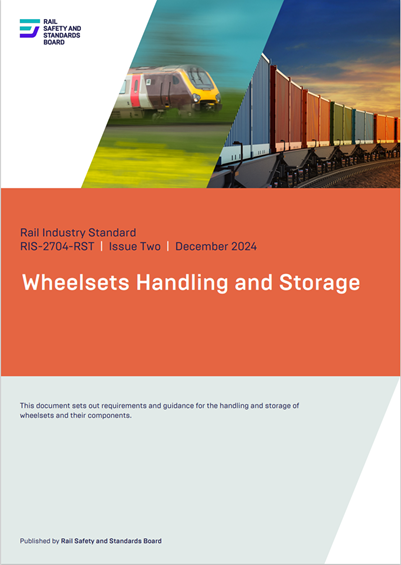 RAIL
SAFETY AND
STANDARDS
BOARD
Rail Industry Standard
RIS-2704-RST | Issue Two | December 2024
Wheelsets Handling and Storage
This document sets out requirements and guidance for the handling and storage of
wheelsets and their components.
Published by Rail Safety and Standards Board